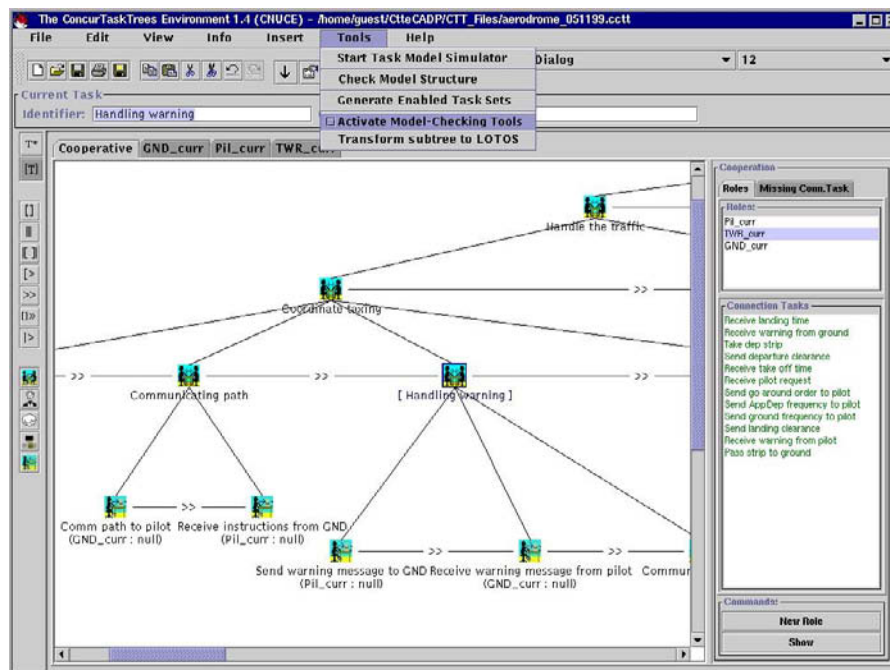 The ConcurTaskTrees Environment 1.4 (CNUCE) – /home/guest/CtteCADP/CTT_Files/aerodrome_051199.cctt
File Edit View Info Insert Tools Help
Start Task Model Simulator
Check Model Structure
Generate Enabled Task Sets
Activate Model-Checking Tools
Transform subtree to LOTOS
Dialog 12
Current Task
Identifier: Handling warning
Cooperative GND_curr Pil_curr TWR_curr
T*
[T]
[]
|||
[]
[>
>>
[]>>
|>
Handle the traffic
Coordinate taxing
>>
>> Communicating path >> [ Handling warning ] >>
Comm path to pilot >> Receive instructions from GND
(GND_curr : null) (Pil_curr : null)
Send warning message to GND >> Receive warning message from pilot >> Commun
(Pil_curr : null) (GND_curr : null)
Cooperation
Roles Missing Conn.Task
Roles:
Pil_curr
TWR_curr
GND_curr
Connection Tasks
Receive landing time
Receive warning from ground
Take dep strip
Send departure clearance
Receive take off time
Receive pilot request
Send go around order to pilot
Send AppDep frequency to pilot
Send ground frequency to pilot
Send landing clearance
Receive warning from pilot
Pass strip to ground
Commands:
New Role
Show